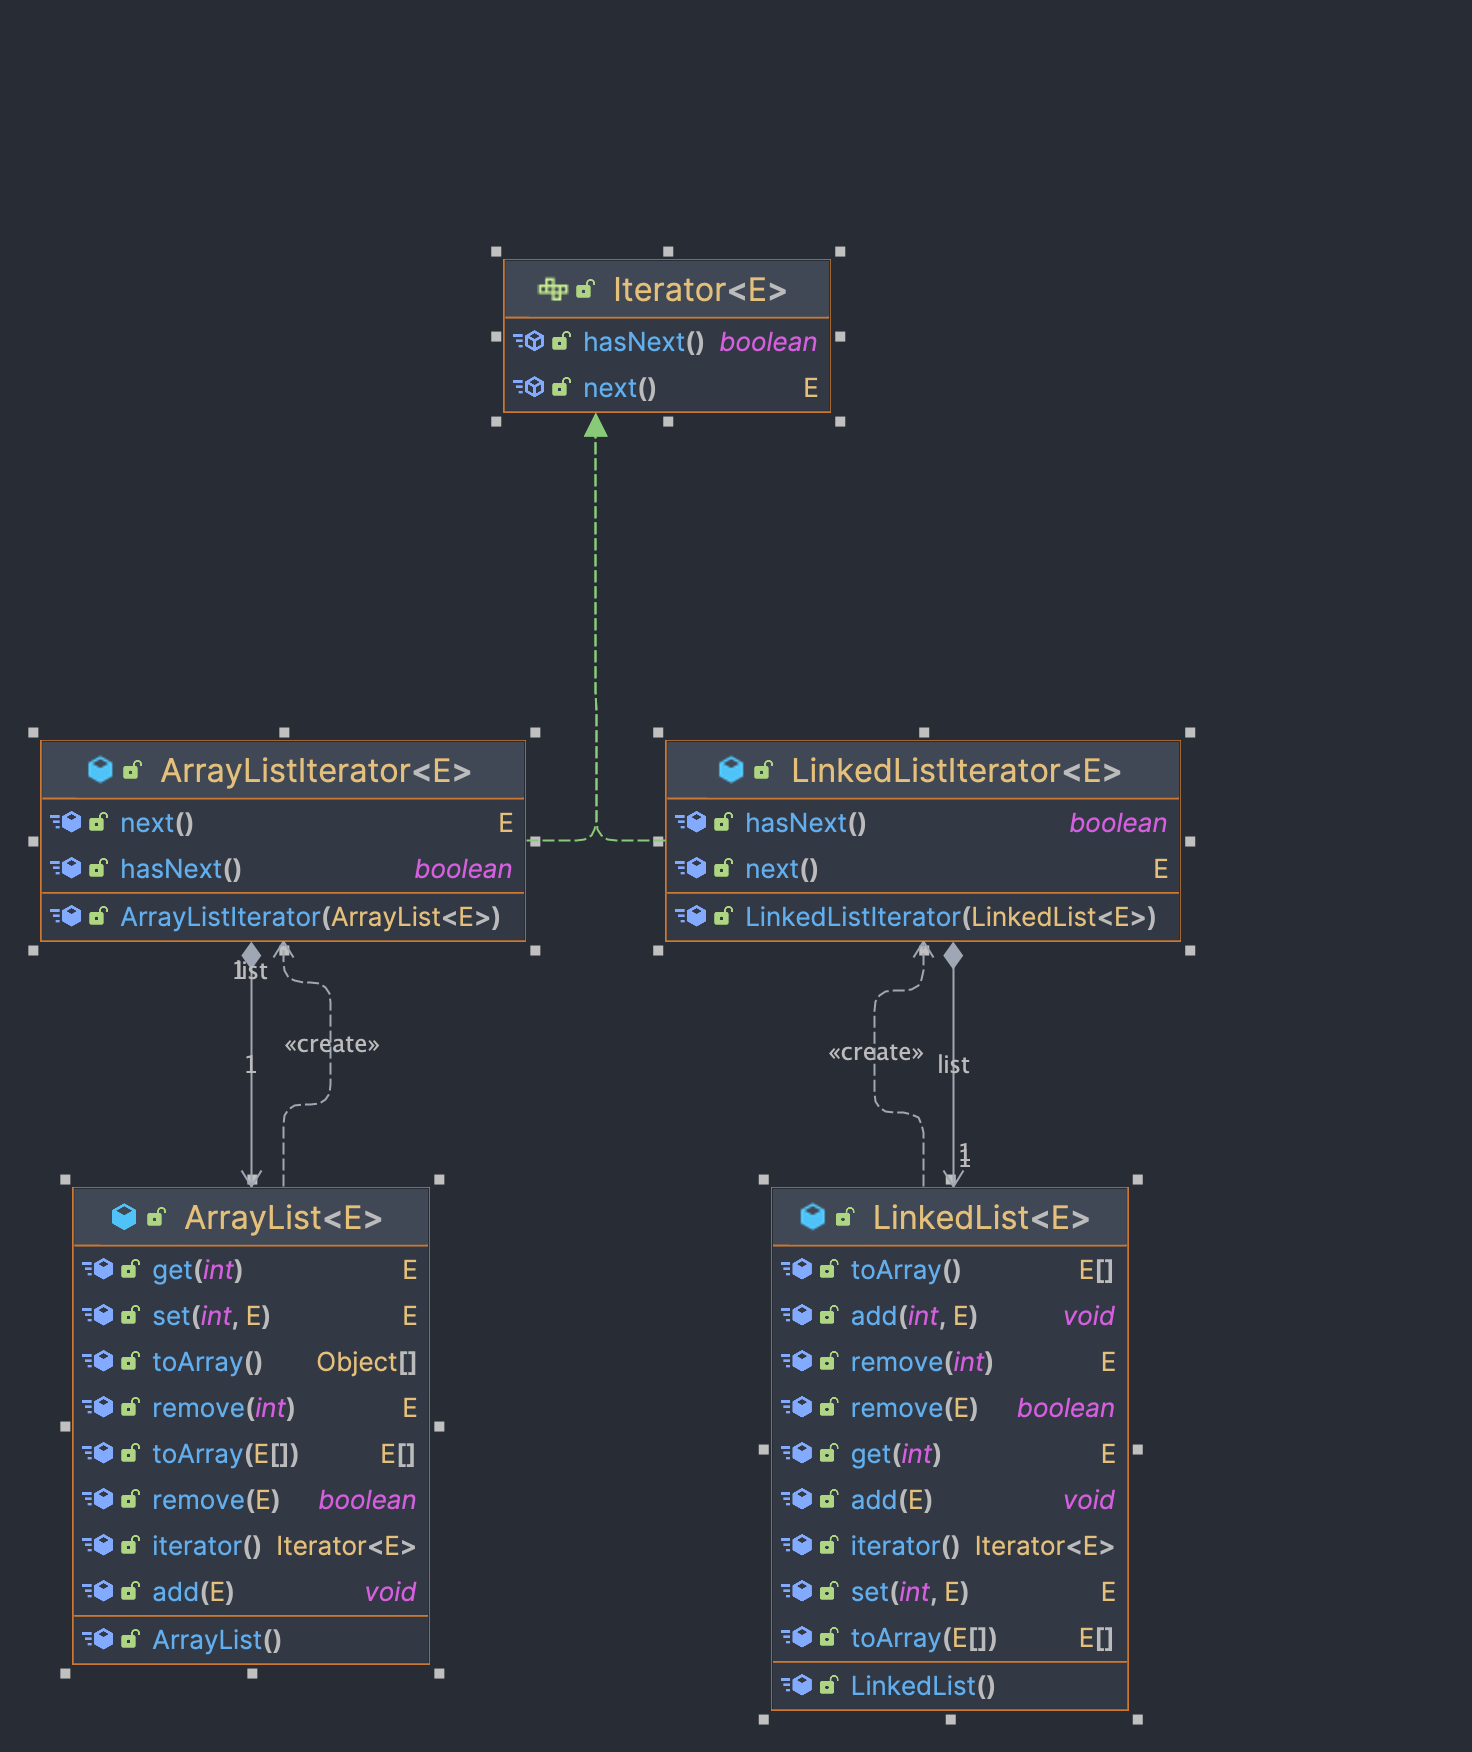 Iterator<E>
hasNext() boolean
next() E
ArrayListIterator<E>
next() E
hasNext() boolean
ArrayListIterator(ArrayList<E>)
LinkedListIterator<E>
hasNext() boolean
next() E
LinkedListIterator(LinkedList<E>)
1
list
«create»
1
«create»
list
1
1
ArrayList<E>
get(int) E
set(int, E) E
toArray() Object[]
remove(int) E
toArray(E[]) E[]
remove(E) boolean
iterator() Iterator<E>
add(E) void
ArrayList()
LinkedList<E>
toArray() E[]
add(int, E) void
remove(int) E
remove(E) boolean
get(int) E
add(E) void
iterator() Iterator<E>
set(int, E) E
toArray(E[]) E[]
LinkedList()